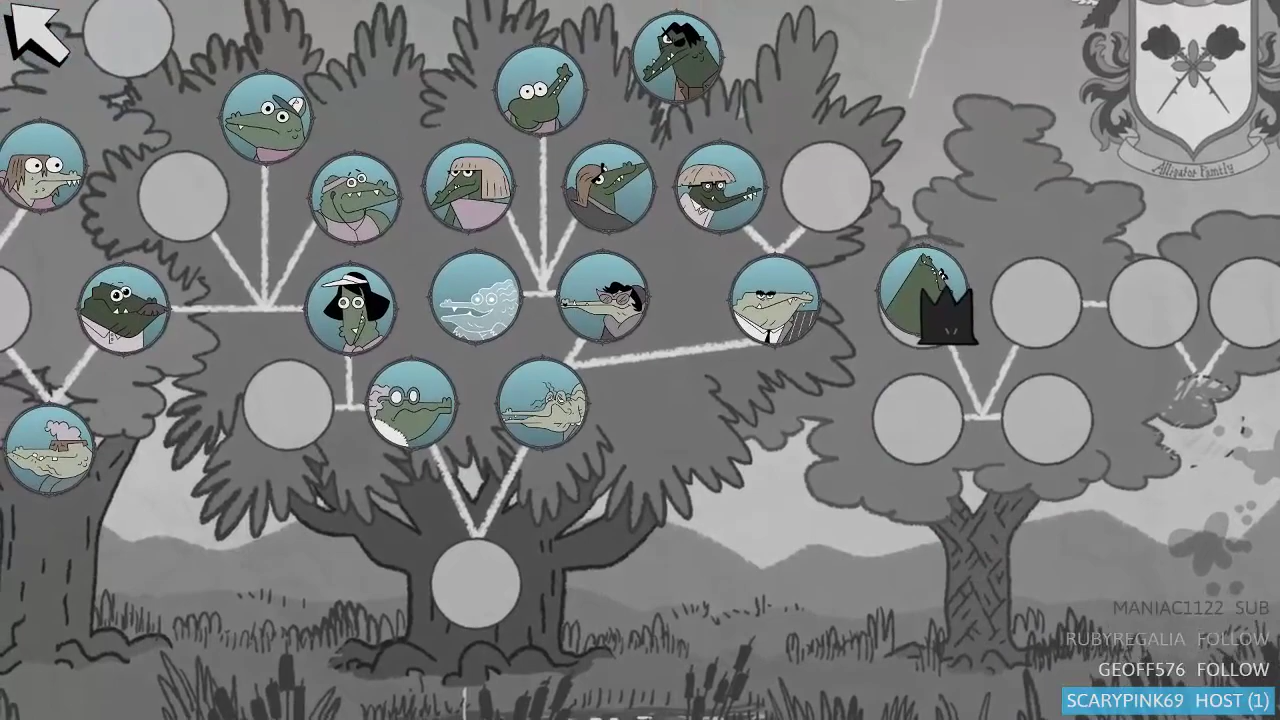 Alligator Family
MANIAC1122 SUB
RUBYREGALIA FOLLOW
GEOFF576 FOLLOW
SCARYPINK69 HOST (1)